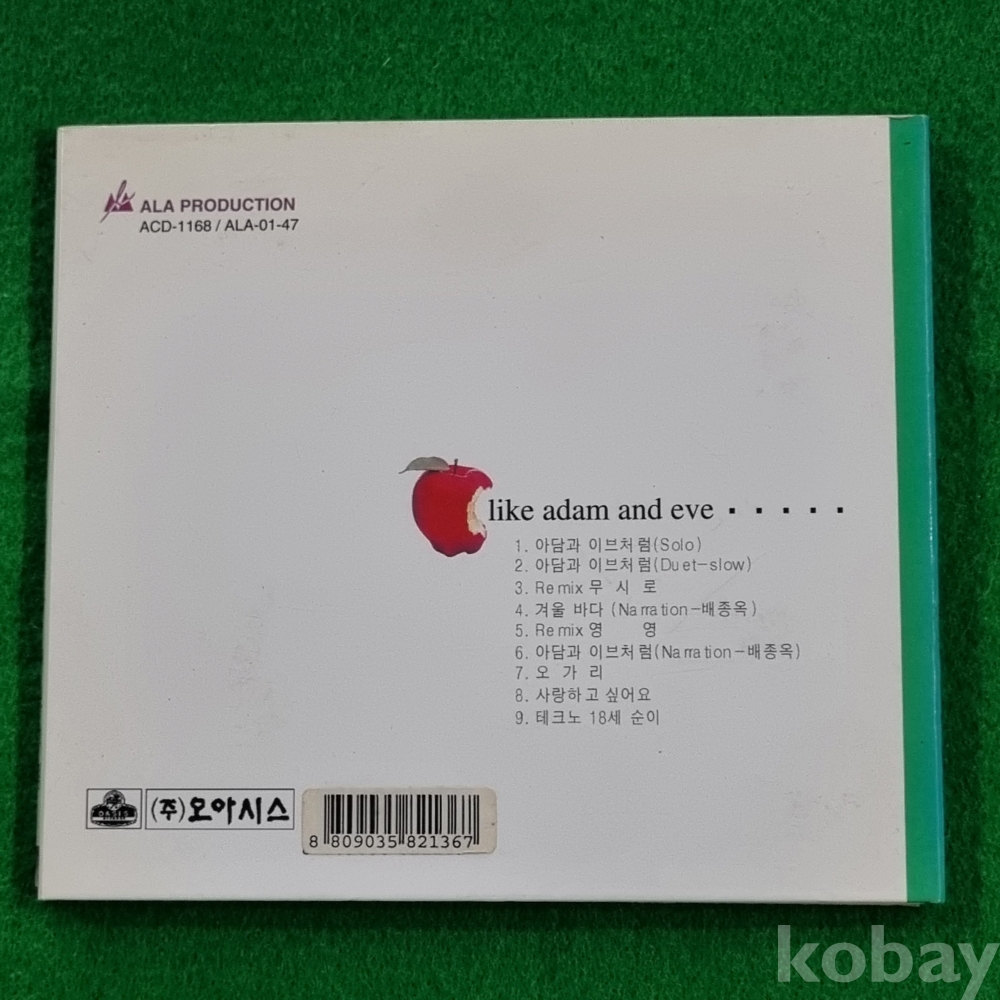 ALA PRODUCTION
ACD-1168 / ALA-01-47
like adam and eve . . . . .
1. 아담과 이브처럼(Solo)
2. 아담과 이브처럼(Duet-slow)
3. Remix 무 시 로
4. 겨울 바다 (Narration-배종옥)
5. Remix 영 영
6. 아담과 이브처럼(Narration-배종옥)
7. 오 가 리
8. 사랑하고 싶어요
9. 테크노 18세 순이
OASIS
(주)오아시스
8 809035 821367
kobay